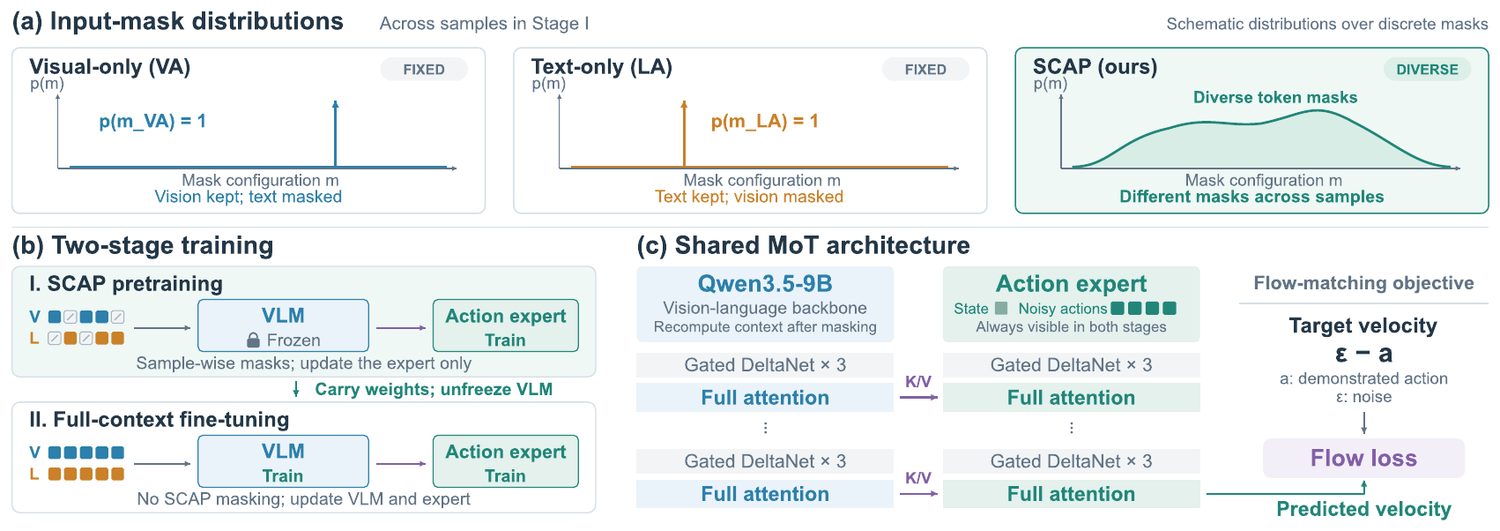 (a) Input-mask distributions
Across samples in Stage I
Schematic distributions over discrete masks
Visual-only (VA)
FIXED
p(m)
p(m_VA) = 1
Mask configuration m
Vision kept; text masked
Text-only (LA)
FIXED
p(m)
p(m_LA) = 1
Mask configuration m
Text kept; vision masked
SCAP (ours)
DIVERSE
p(m)
Diverse token masks
Mask configuration m
Different masks across samples
(b) Two-stage training
I. SCAP pretraining
V
L
VLM
Frozen
Action expert
Train
Sample-wise masks; update the expert only
Carry weights; unfreeze VLM
II. Full-context fine-tuning
V
L
VLM
Train
Action expert
Train
No SCAP masking; update VLM and expert
(c) Shared MoT architecture
Qwen3.5-9B
Vision-language backbone
Recompute context after masking
Gated DeltaNet × 3
Full attention
⋮
Gated DeltaNet × 3
Full attention
K/V
K/V
Action expert
State Noisy actions
Always visible in both stages
Gated DeltaNet × 3
Full attention
⋮
Gated DeltaNet × 3
Full attention
Flow-matching objective
Target velocity
ε − a
a: demonstrated action
ε: noise
Flow loss
Predicted velocity